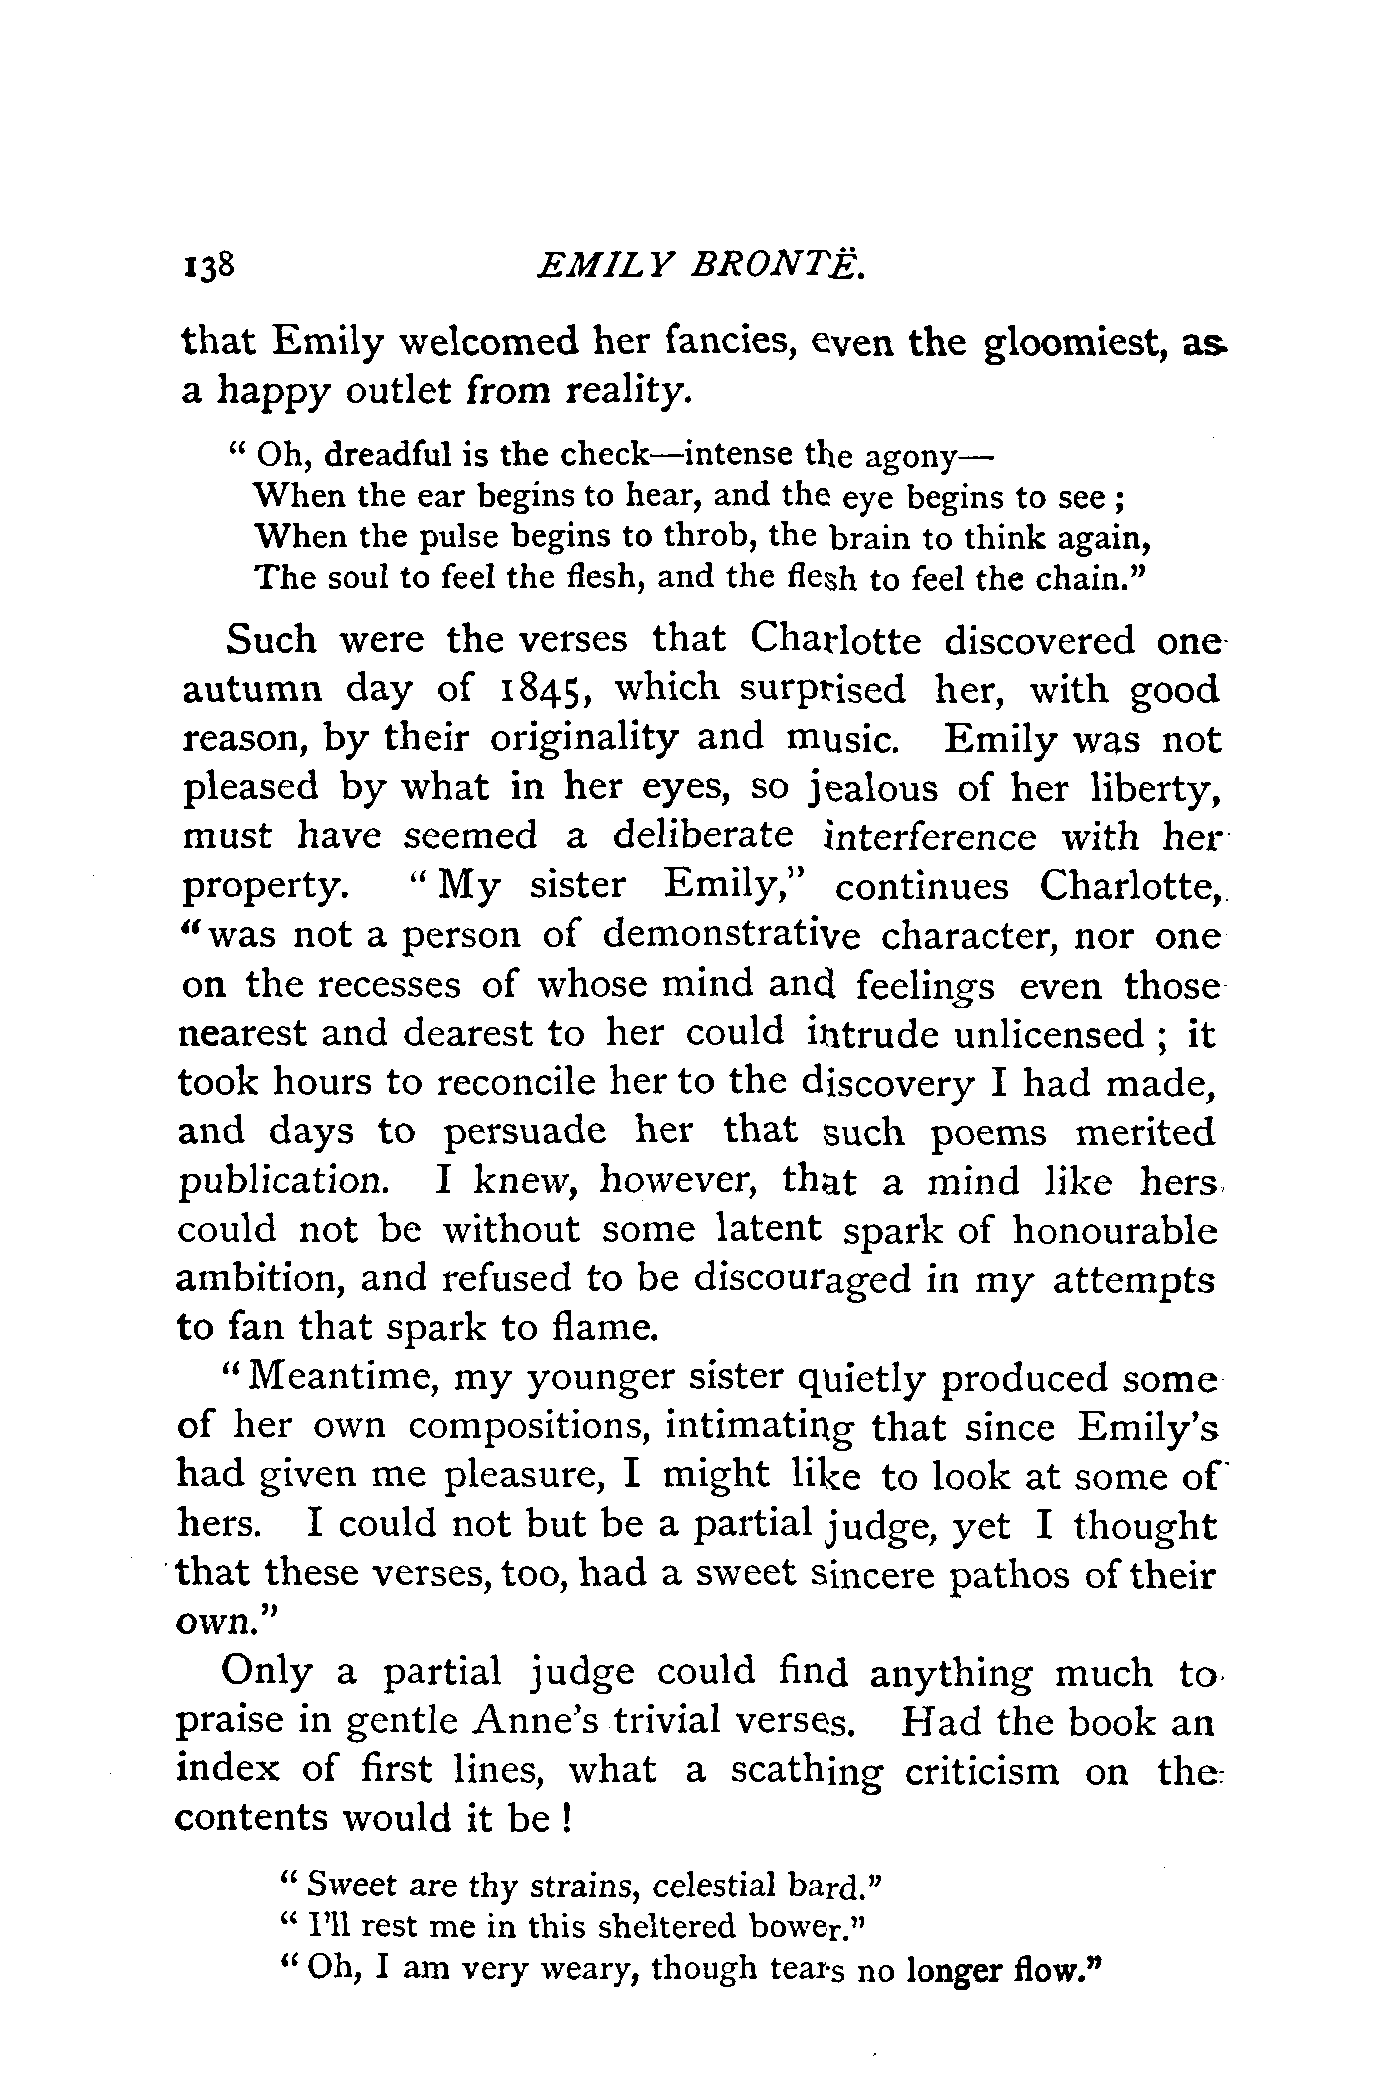 138 EMILY BRONTË.
that Emily welcomed her fancies, even the gloomiest, as
a happy outlet from reality.
“ Oh, dreadful is the check—intense the agony—
When the ear begins to hear, and the eye begins to see ;
When the pulse begins to throb, the brain to think again,
The soul to feel the flesh, and the flesh to feel the chain.”
Such were the verses that Charlotte discovered one
autumn day of 1845, which surprised her, with good
reason, by their originality and music. Emily was not
pleased by what in her eyes, so jealous of her liberty,
must have seemed a deliberate interference with her
property. “ My sister Emily,” continues Charlotte,
“ was not a person of demonstrative character, nor one
on the recesses of whose mind and feelings even those
nearest and dearest to her could intrude unlicensed ; it
took hours to reconcile her to the discovery I had made,
and days to persuade her that such poems merited
publication. I knew, however, that a mind like hers
could not be without some latent spark of honourable
ambition, and refused to be discouraged in my attempts
to fan that spark to flame.
“ Meantime, my younger sister quietly produced some
of her own compositions, intimating that since Emily’s
had given me pleasure, I might like to look at some of
hers. I could not but be a partial judge, yet I thought
that these verses, too, had a sweet sincere pathos of their
own.”
Only a partial judge could find anything much to
praise in gentle Anne’s trivial verses. Had the book an
index of first lines, what a scathing criticism on the
contents would it be !
“ Sweet are thy strains, celestial bard.”
“ I’ll rest me in this sheltered bower.”
“ Oh, I am very weary, though tears no longer flow.”